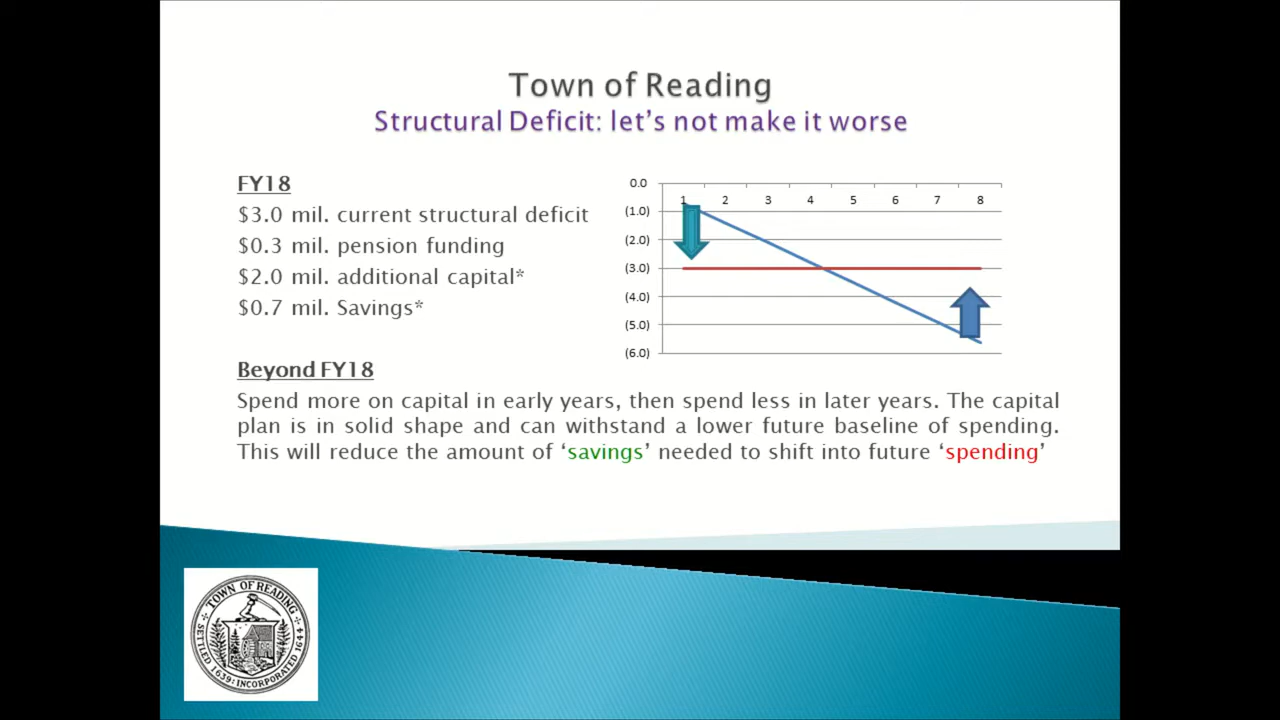 Town of Reading
Structural Deficit: let's not make it worse
FY18
$3.0 mil. current structural deficit
$0.3 mil. pension funding
$2.0 mil. additional capital*
$0.7 mil. Savings*
0.0
1 2 3 4 5 6 7 8
(1.0)
(2.0)
(3.0)
(4.0)
(5.0)
(6.0)
Beyond FY18
Spend more on capital in early years, then spend less in later years. The capital
plan is in solid shape and can withstand a lower future baseline of spending.
This will reduce the amount of ‘savings’ needed to shift into future ‘spending’
TOWN OF READING
SETTLED 1639: INCORPORATED 1644